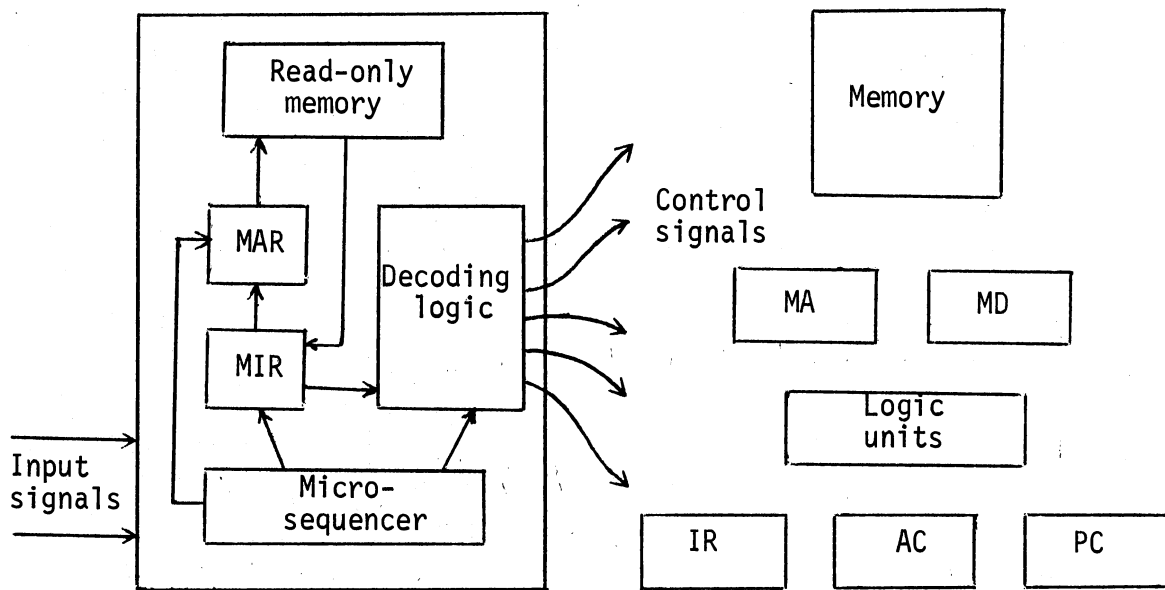 Read-only
memory
MAR
MIR
Decoding
logic
Micro-
sequencer
Input
signals
Control
signals
Memory
MA
MD
Logic
units
IR
AC
PC